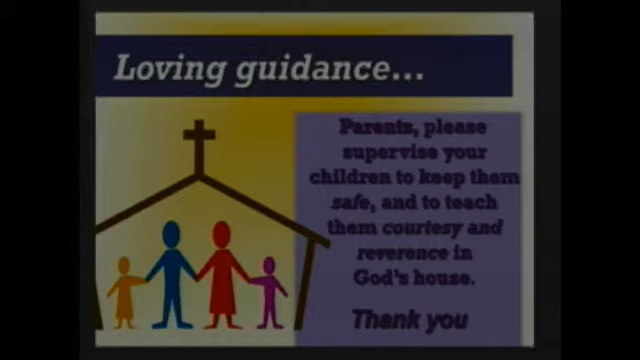 Loving guidance...
Parents, please
supervise your
children to keep them
safe, and to teach
them courtesy and
reverence in
God's house.
Thank you